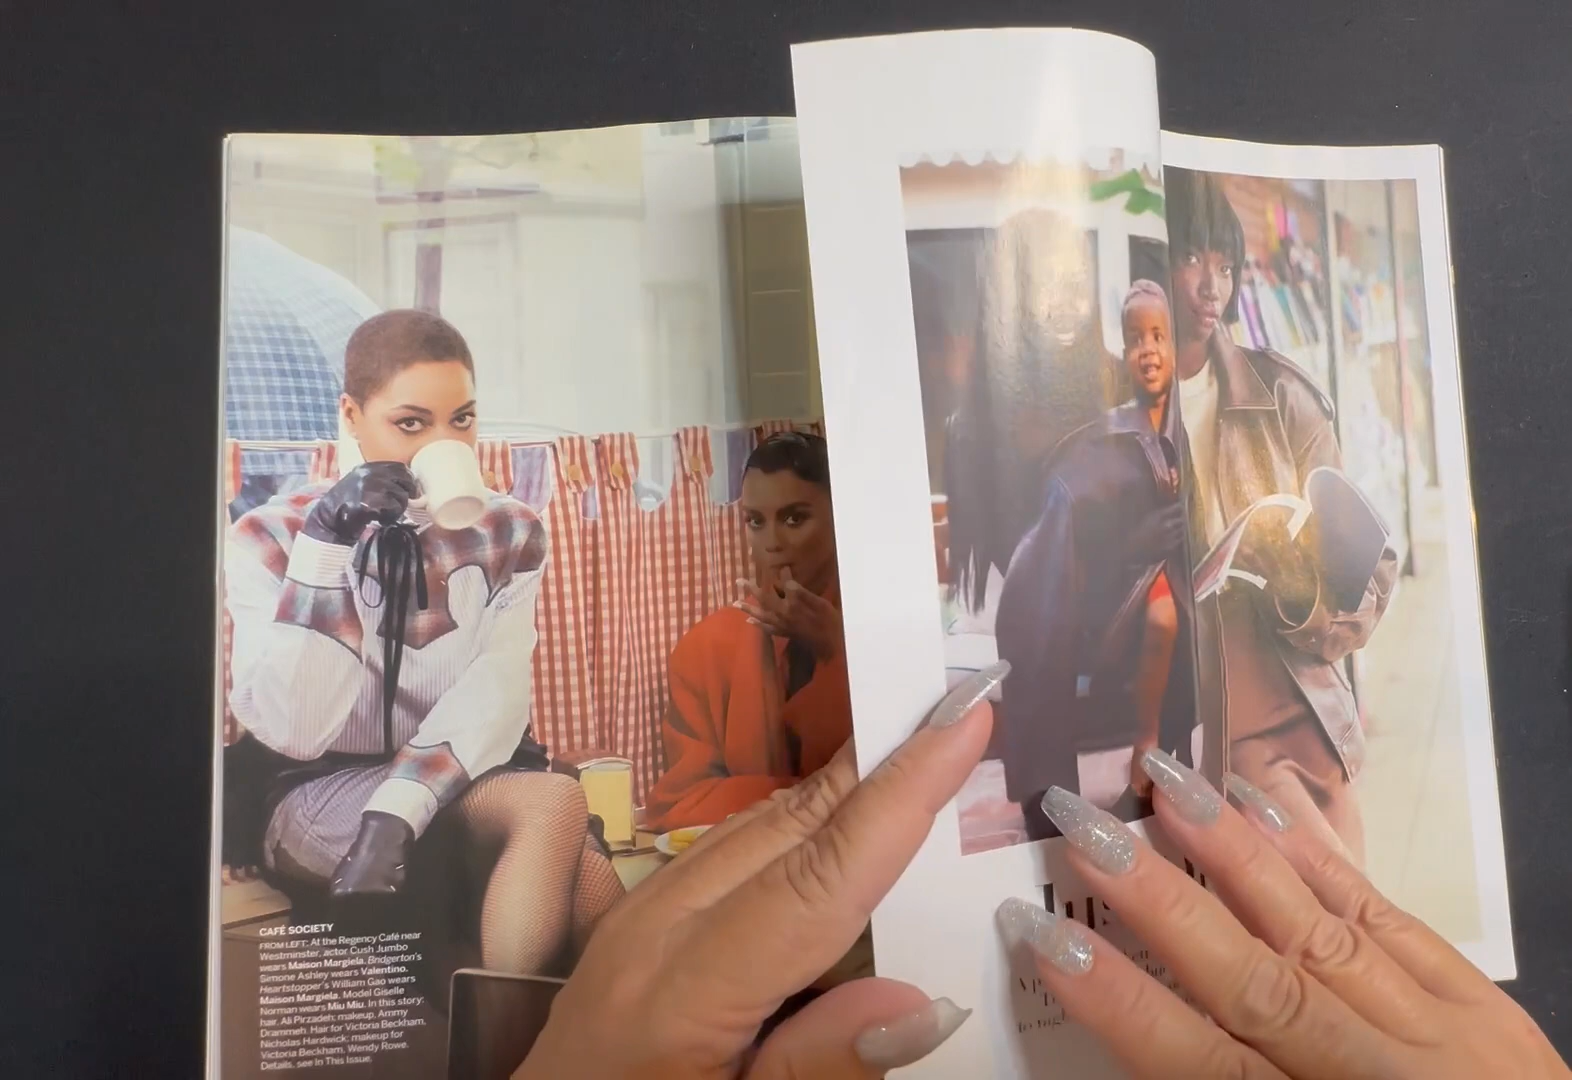 CAFÉ SOCIETY
FROM LEFT: At the Regency Café near
Westminster, actor Cush Jumbo
wears Maison Margiela. Bridgerton's
Simone Ashley wears Valentino.
Heartstopper's William Gao wears
Maison Margiela. Model Giselle
Norman wears Miu Miu. In this story:
hair, Ali Pirzadeh; makeup, Ammy
Drammeh. Hair for Victoria Beckham,
Nicholas Hardwick; makeup for
Victoria Beckham, Wendy Rowe.
Details, see In This Issue.